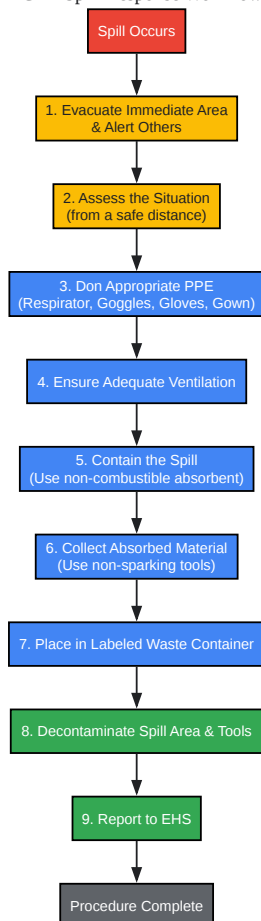 Spill Occurs
1. Evacuate Immediate Area
& Alert Others
2. Assess the Situation
(from a safe distance)
3. Don Appropriate PPE
(Respirator, Goggles, Gloves, Gown)
4. Ensure Adequate Ventilation
5. Contain the Spill
(Use non-combustible absorbent)
6. Collect Absorbed Material
(Use non-sparking tools)
7. Place in Labeled Waste Container
8. Decontaminate Spill Area & Tools
9. Report to EHS
Procedure Complete